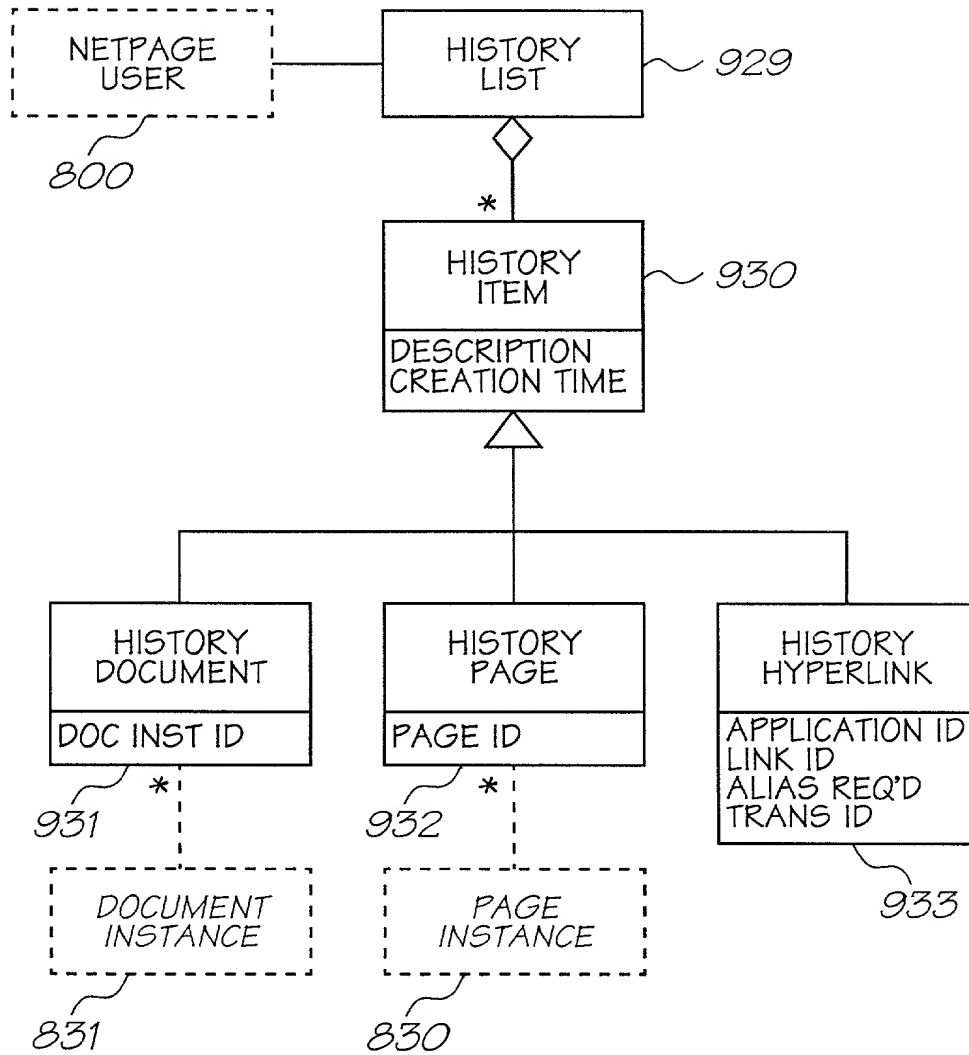 NETPAGE
USER
800
HISTORY
LIST
929
*
HISTORY
ITEM
930
DESCRIPTION
CREATION TIME
HISTORY
DOCUMENT
DOC INST ID
931
*
HISTORY
PAGE
PAGE ID
932
*
HISTORY
HYPERLINK
APPLICATION ID
LINK ID
ALIAS REQ'D
TRANS ID
933
DOCUMENT
INSTANCE
831
PAGE
INSTANCE
830